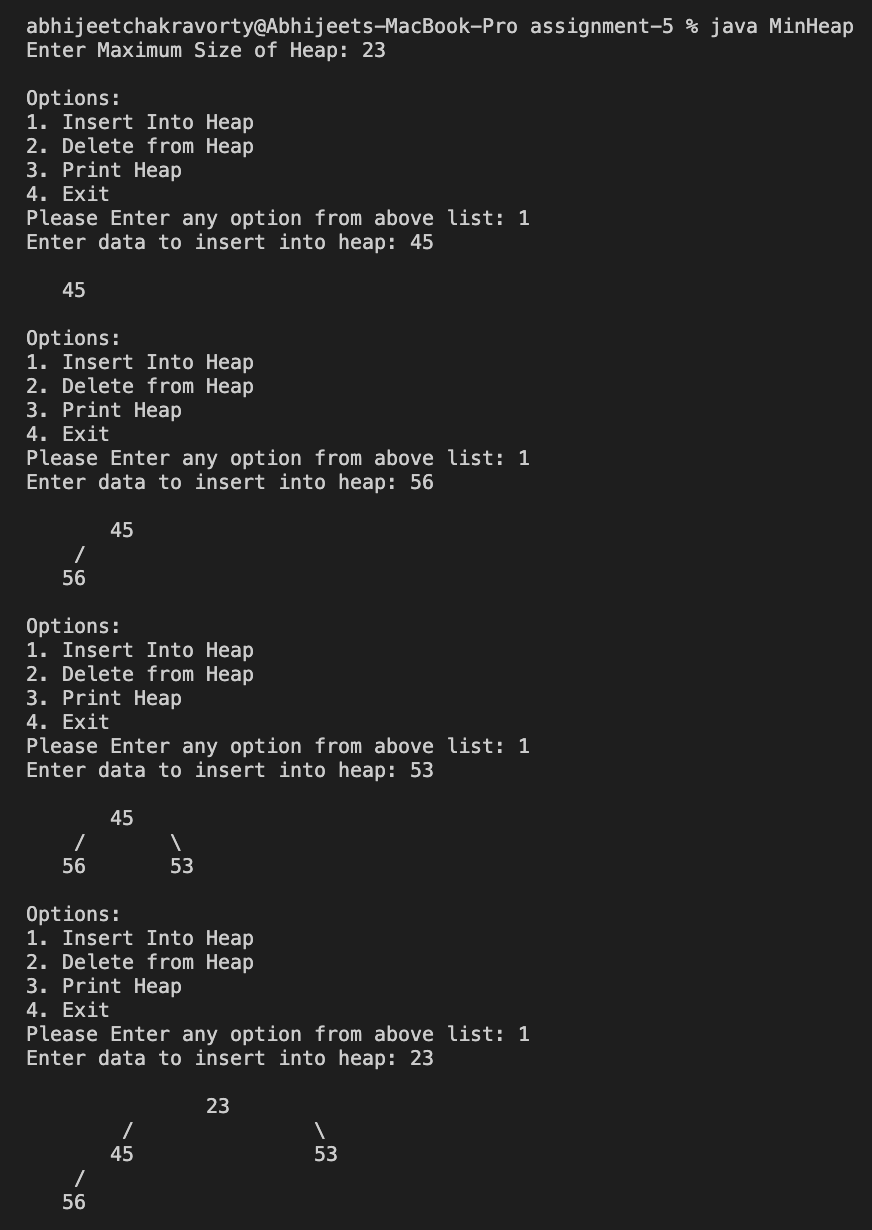 abhijeetchakravorty@Abhijeets-MacBook-Pro assignment-5 % java MinHeap
Enter Maximum Size of Heap: 23

Options:
1. Insert Into Heap
2. Delete from Heap
3. Print Heap
4. Exit
Please Enter any option from above list: 1
Enter data to insert into heap: 45

   45

Options:
1. Insert Into Heap
2. Delete from Heap
3. Print Heap
4. Exit
Please Enter any option from above list: 1
Enter data to insert into heap: 56

       45
    /
   56

Options:
1. Insert Into Heap
2. Delete from Heap
3. Print Heap
4. Exit
Please Enter any option from above list: 1
Enter data to insert into heap: 53

       45
    /       \
   56       53

Options:
1. Insert Into Heap
2. Delete from Heap
3. Print Heap
4. Exit
Please Enter any option from above list: 1
Enter data to insert into heap: 23

               23
        /               \
       45               53
    /
   56